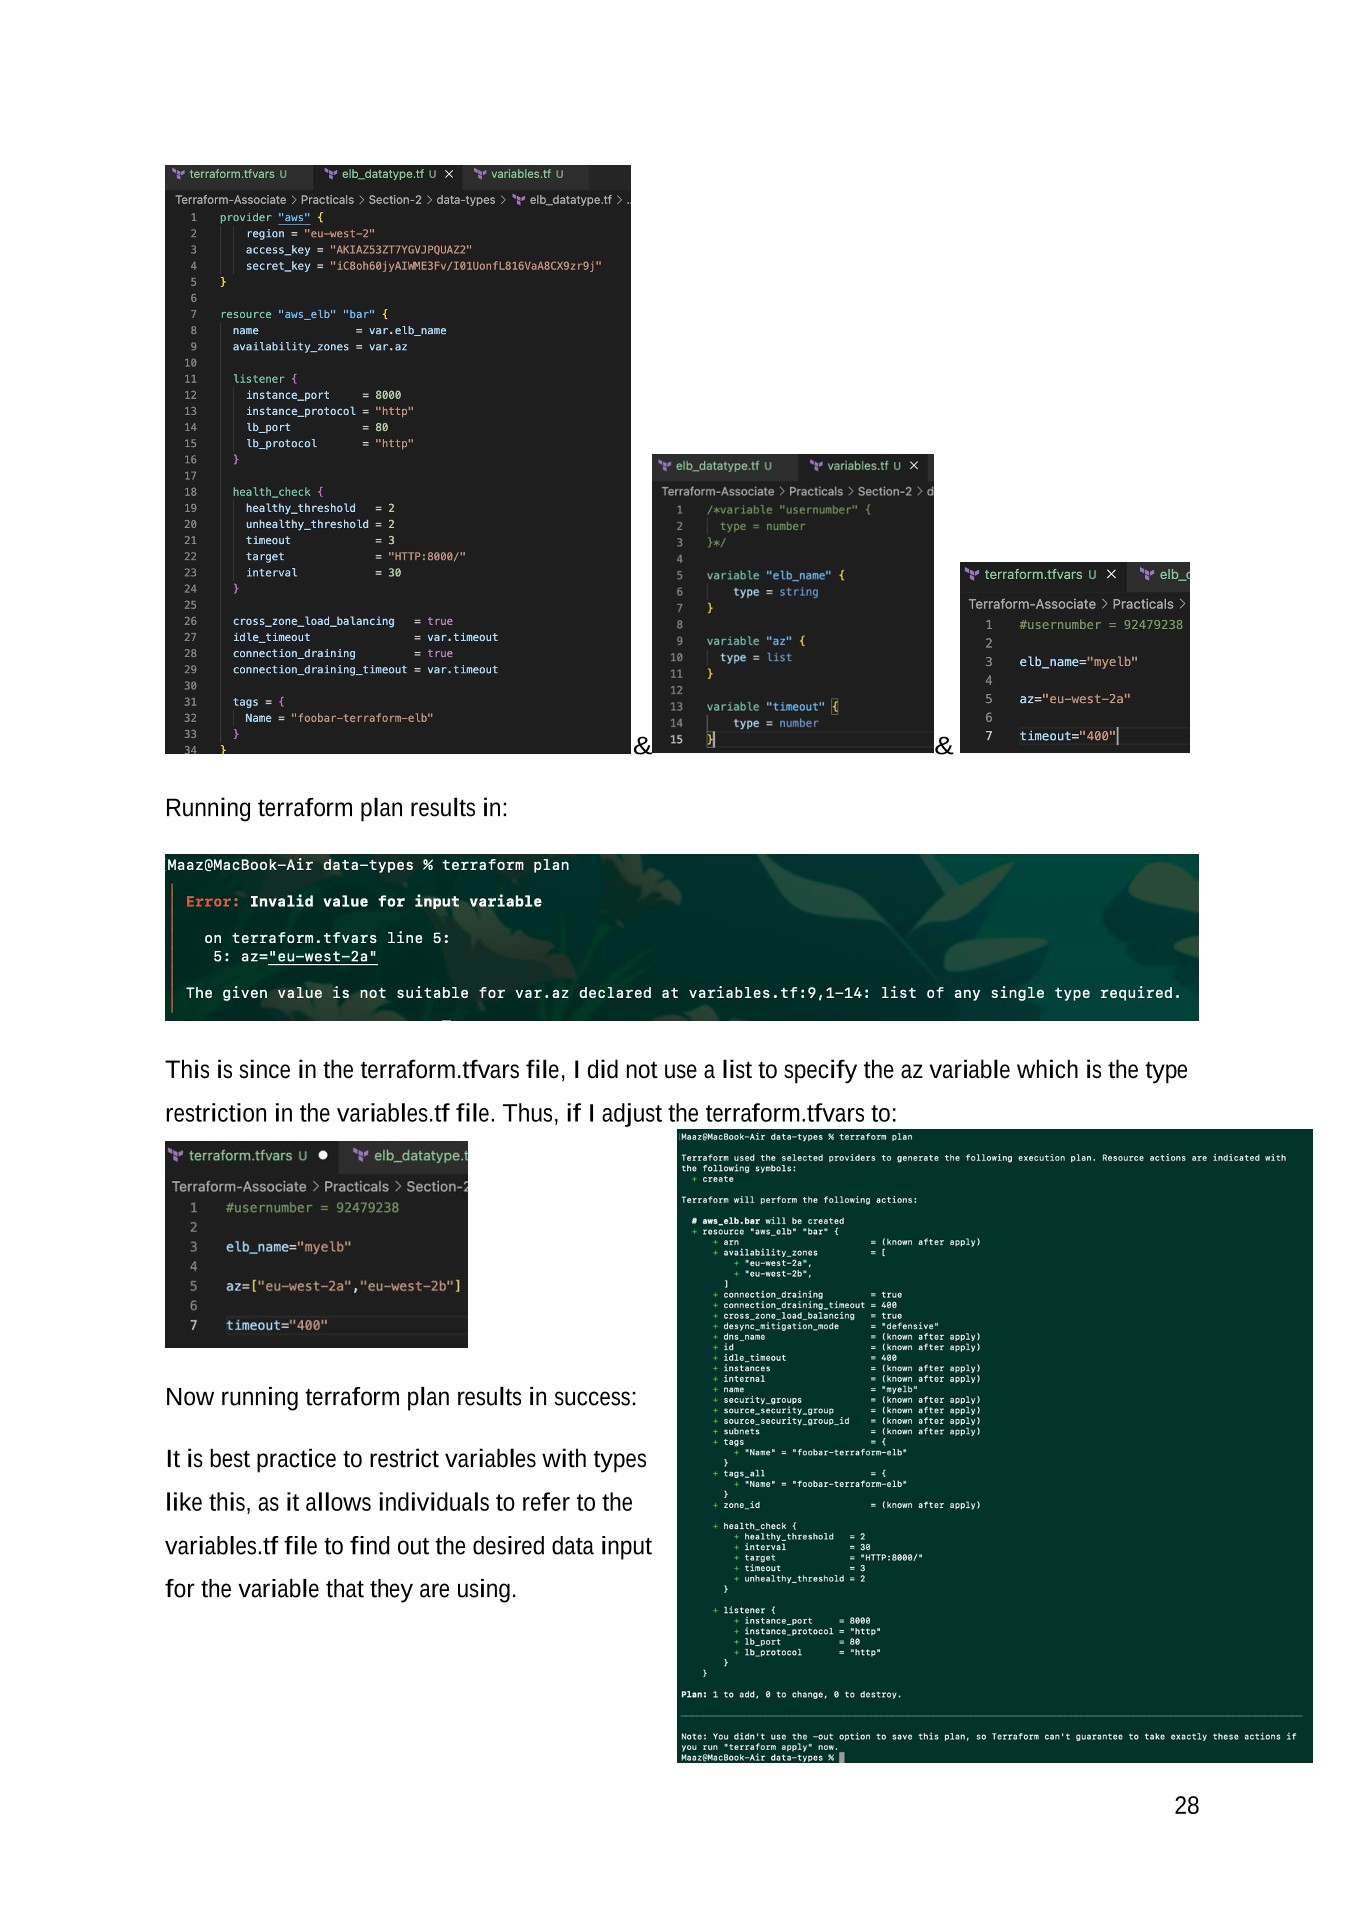 terraform.tfvars U elb_datatype.tf U × variables.tf U
Terraform-Associate > Practicals > Section-2 > data-types > elb_datatype.tf > ..
1 provider "aws" {
2 region = "eu-west-2"
3 access_key = "AKIAZ53ZT7YGVJPQUAZ2"
4 secret_key =
5 }
6
7 resource "aws_elb" "bar" {
8 name = var.elb_name
9 availability_zones = var.az
10
11 listener {
12 instance_port = 8000
13 instance_protocol = "http"
14 lb_port = 80
15 lb_protocol = "http"
16 }
17
18 health_check {
19 healthy_threshold = 2
20 unhealthy_threshold = 2
21 timeout = 3
22 target = "HTTP:8000/"
23 interval = 30
24 }
25
26 cross_zone_load_balancing = true
27 idle_timeout = var.timeout
28 connection_draining = true
29 connection_draining_timeout = var.timeout
30
31 tags = {
32 Name = "foobar-terraform-elb"
33 }
34 }
&
elb_datatype.tf U variables.tf U ×
Terraform-Associate > Practicals > Section-2 > d
1 /*variable "usernumber" {
2 type = number
3 }*/
4
5 variable "elb_name" {
6 type = string
7 }
8
9 variable "az" {
10 type = list
11 }
12
13 variable "timeout" {
14 type = number
15 }
&
terraform.tfvars U × elb_d
Terraform-Associate > Practicals >
1 #usernumber = 92479238
2
3 elb_name="myelb"
4
5 az="eu-west-2a"
6
7 timeout="400"
Running terraform plan results in:
Maaz@MacBook-Air data-types % terraform plan
Error: Invalid value for input variable
on terraform.tfvars line 5:
5: az="eu-west-2a"
The given value is not suitable for var.az declared at variables.tf:9,1-14: list of any single type required.
This is since in the terraform.tfvars file, I did not use a list to specify the az variable which is the type
restriction in the variables.tf file. Thus, if I adjust the terraform.tfvars to:
terraform.tfvars U ● elb_datatype.t
Terraform-Associate > Practicals > Section-2
1 #usernumber = 92479238
2
3 elb_name="myelb"
4
5 az=["eu-west-2a","eu-west-2b"]
6
7 timeout="400"
Now running terraform plan results in success:
It is best practice to restrict variables with types
like this, as it allows individuals to refer to the
variables.tf file to find out the desired data input
for the variable that they are using.
Maaz@MacBook-Air data-types % terraform plan
Terraform used the selected providers to generate the following execution plan. Resource actions are indicated with
the following symbols:
+ create
Terraform will perform the following actions:
# aws_elb.bar will be created
+ resource "aws_elb" "bar" {
+ arn = (known after apply)
+ availability_zones = [
+ "eu-west-2a",
+ "eu-west-2b",
]
+ connection_draining = true
+ connection_draining_timeout = 400
+ cross_zone_load_balancing = true
+ desync_mitigation_mode = "defensive"
+ dns_name = (known after apply)
+ id = (known after apply)
+ idle_timeout = 400
+ instances = (known after apply)
+ internal = (known after apply)
+ name = "myelb"
+ security_groups = (known after apply)
+ source_security_group = (known after apply)
+ source_security_group_id = (known after apply)
+ subnets = (known after apply)
+ tags = {
+ "Name" = "foobar-terraform-elb"
}
+ tags_all = {
+ "Name" = "foobar-terraform-elb"
}
+ zone_id = (known after apply)
+ health_check {
+ healthy_threshold = 2
+ interval = 30
+ target = "HTTP:8000/"
+ timeout = 3
+ unhealthy_threshold = 2
}
+ listener {
+ instance_port = 8000
+ instance_protocol = "http"
+ lb_port = 80
+ lb_protocol = "http"
}
}
Plan: 1 to add, 0 to change, 0 to destroy.
Note: You didn't use the -out option to save this plan, so Terraform can't guarantee to take exactly these actions if
you run "terraform apply" now.
Maaz@MacBook-Air data-types %
28